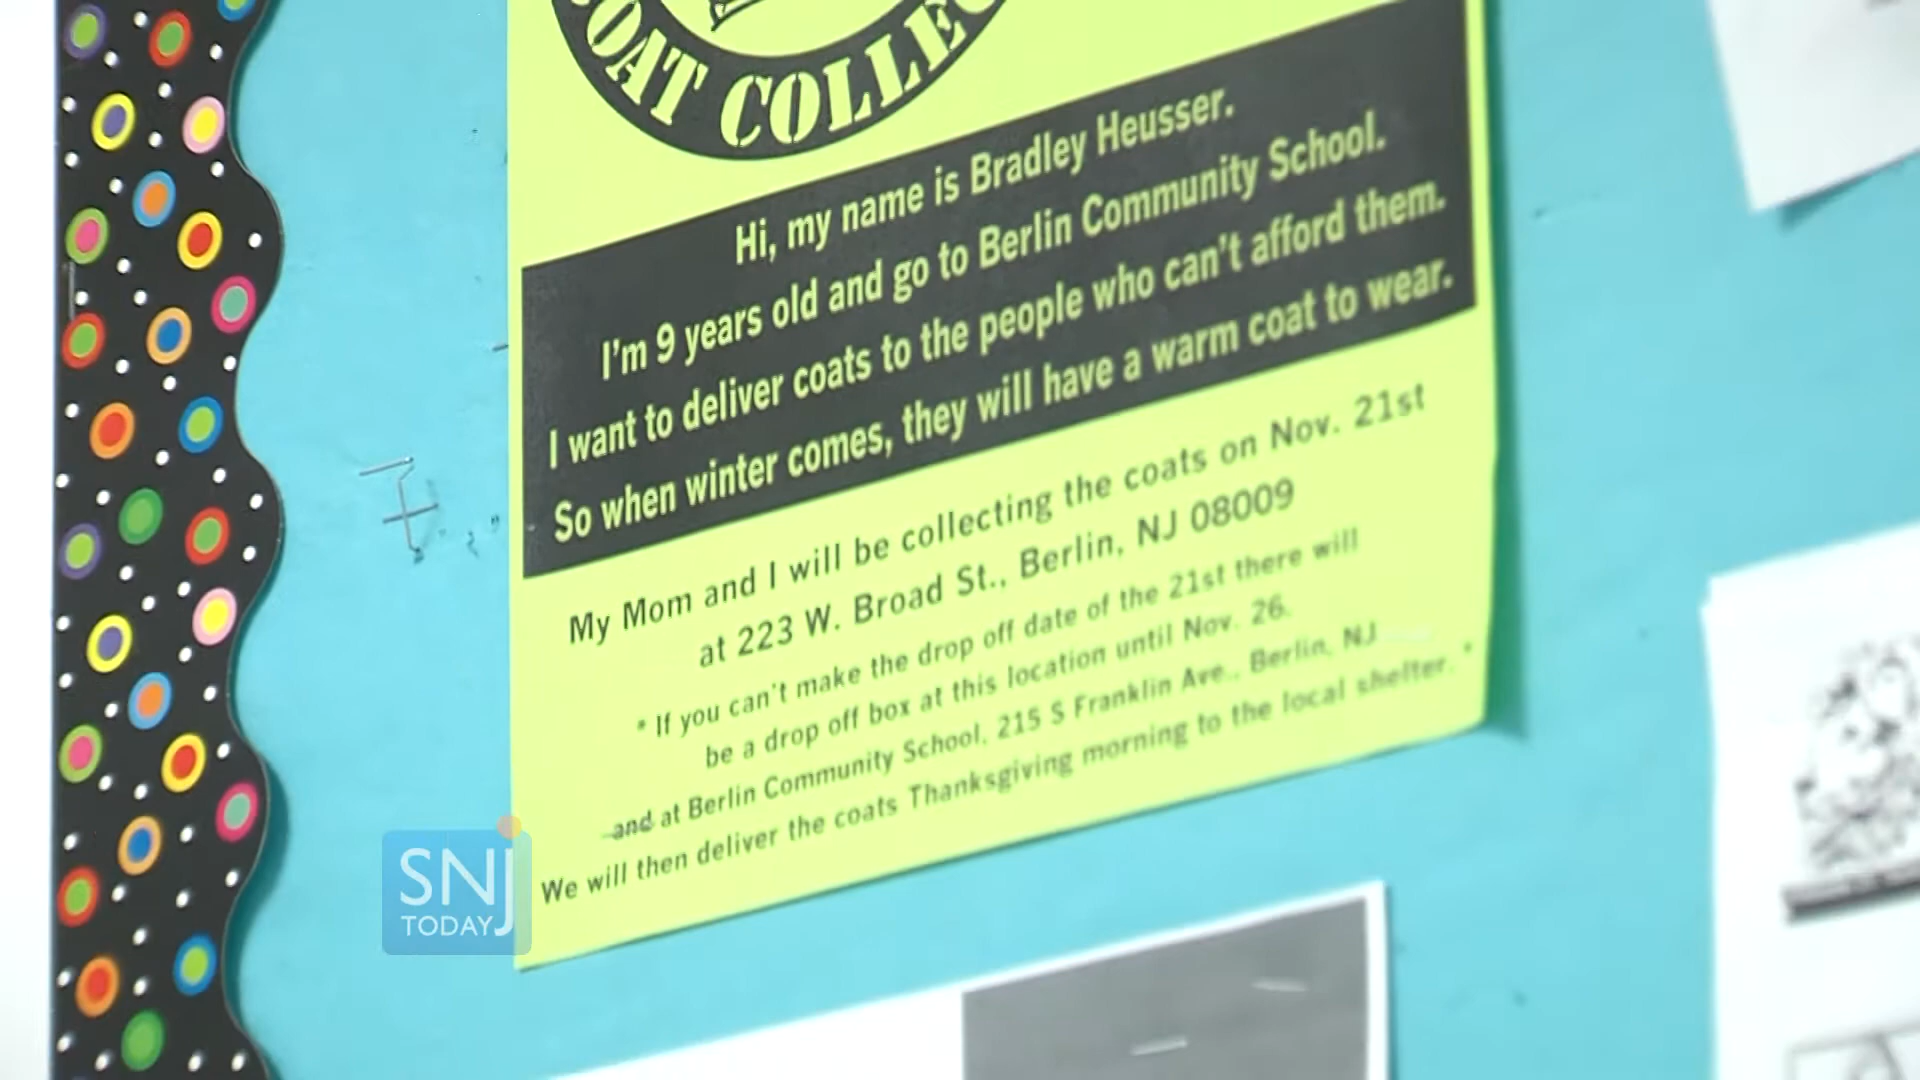 COAT COLLEC
Hi, my name is Bradley Heusser.
I'm 9 years old and go to Berlin Community School.
I want to deliver coats to the people who can't afford them.
So when winter comes, they will have a warm coat to wear.
My Mom and I will be collecting the coats on Nov. 21st
at 223 W. Broad St., Berlin, NJ 08009
* If you can't make the drop off date of the 21st there will
be a drop off box at this location until Nov. 26.
and at Berlin Community School, 215 S Franklin Ave., Berlin, NJ
We will then deliver the coats Thanksgiving morning to the local shelter. *
SNJ
TODAY